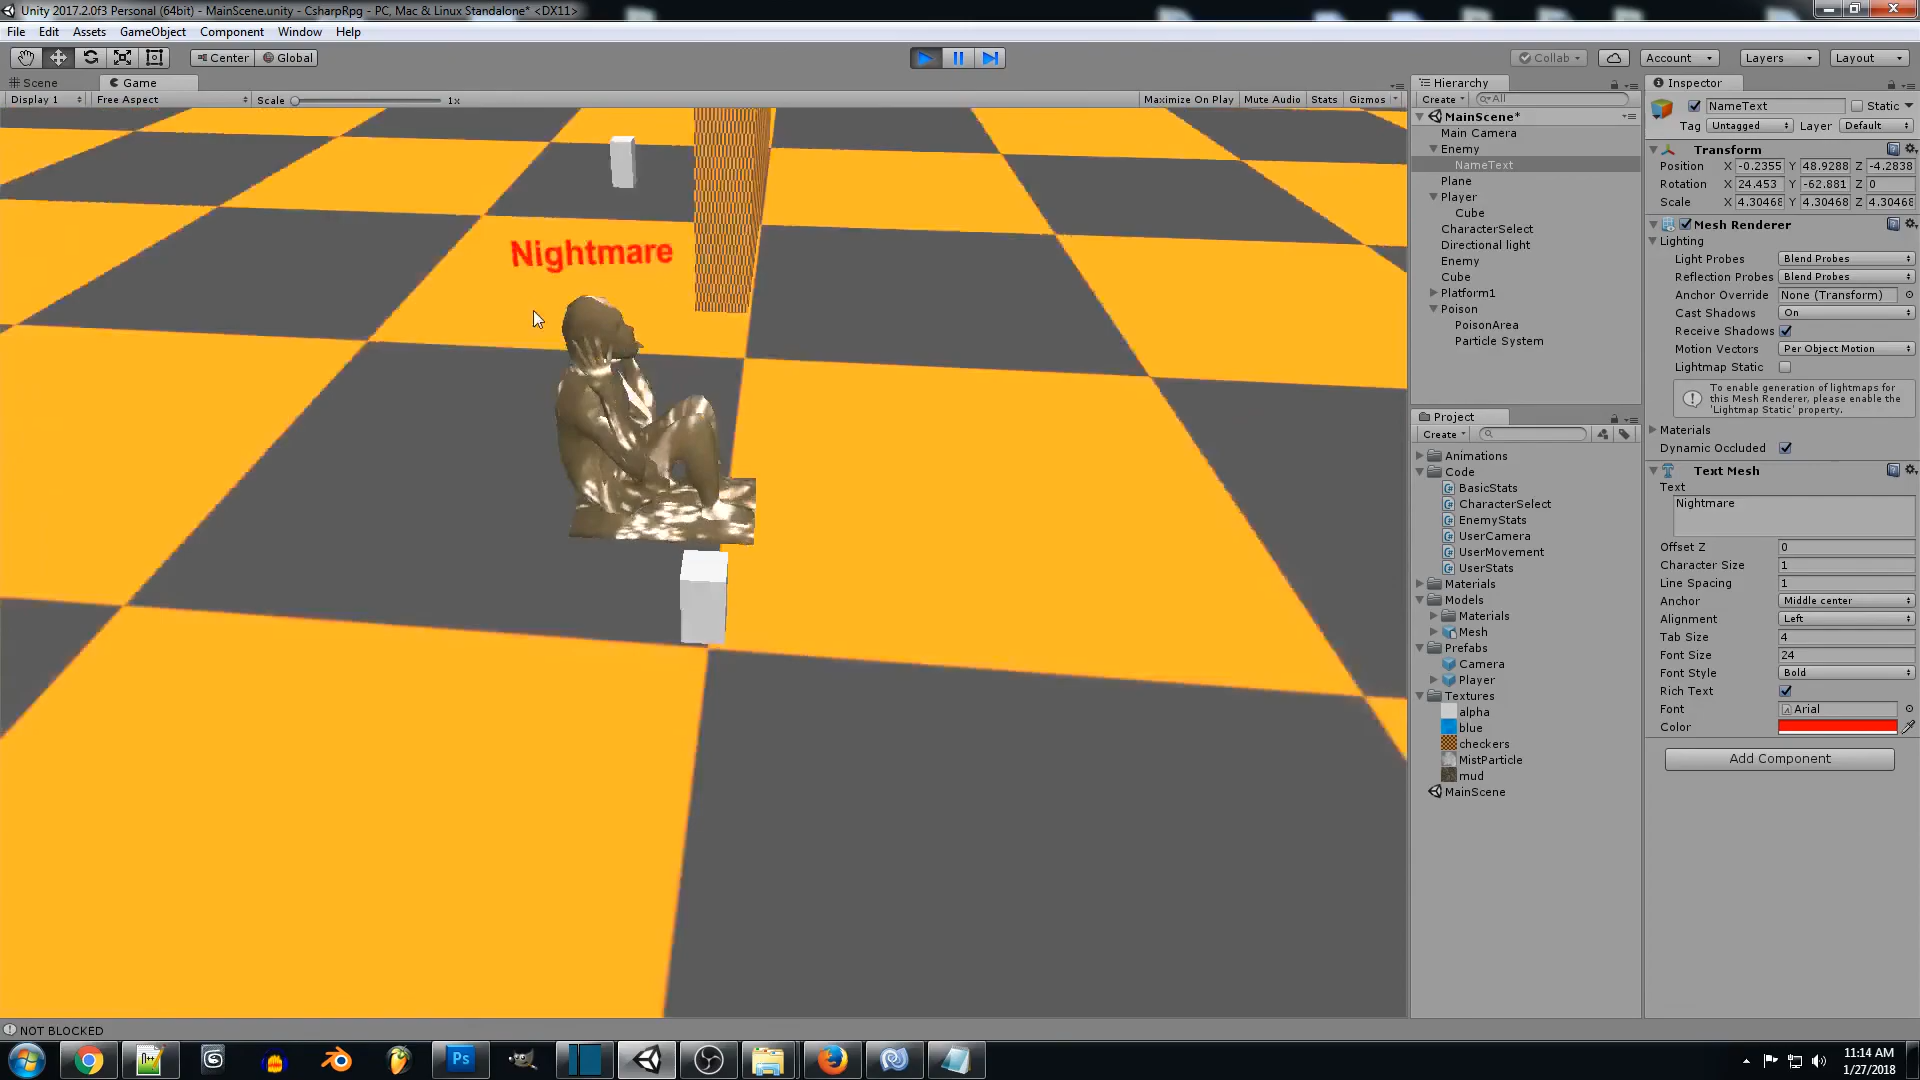 Unity 2017.2.0f3 Personal (64bit) - MainScene.unity - CsharpRpg - PC, Mac & Linux Standalone* <DX11>
File Edit Assets GameObject Component Window Help
Center Global Collab Account Layers Layout
Scene Game
Display 1 Free Aspect Scale 1x Maximize On Play Mute Audio Stats Gizmos
Nightmare
NOT BLOCKED
Hierarchy
Create All
MainScene*
Main Camera
Enemy
NameText
Plane
Player
Cube
CharacterSelect
Directional light
Enemy
Cube
Platform1
Poison
PoisonArea
Particle System
Project
Create
Animations
Code
BasicStats
CharacterSelect
EnemyStats
UserCamera
UserMovement
UserStats
Materials
Models
Materials
Mesh
Prefabs
Camera
Player
Textures
alpha
blue
checkers
MistParticle
mud
MainScene
Inspector
NameText Static
Tag Untagged Layer Default
Transform
Position X -0.2355 Y 48.9288 Z -4.2838
Rotation X 24.453 Y -62.881 Z 0
Scale X 4.30468 Y 4.30468 Z 4.30468
Mesh Renderer
Lighting
Light Probes Blend Probes
Reflection Probes Blend Probes
Anchor Override None (Transform)
Cast Shadows On
Receive Shadows
Motion Vectors Per Object Motion
Lightmap Static
To enable generation of lightmaps for
this Mesh Renderer, please enable the
'Lightmap Static' property.
Materials
Dynamic Occluded
Text Mesh
Text
Nightmare
Offset Z 0
Character Size 1
Line Spacing 1
Anchor Middle center
Alignment Left
Tab Size 4
Font Size 24
Font Style Bold
Rich Text
Font Arial
Color
Add Component
Ps
11:14 AM
1/27/2018